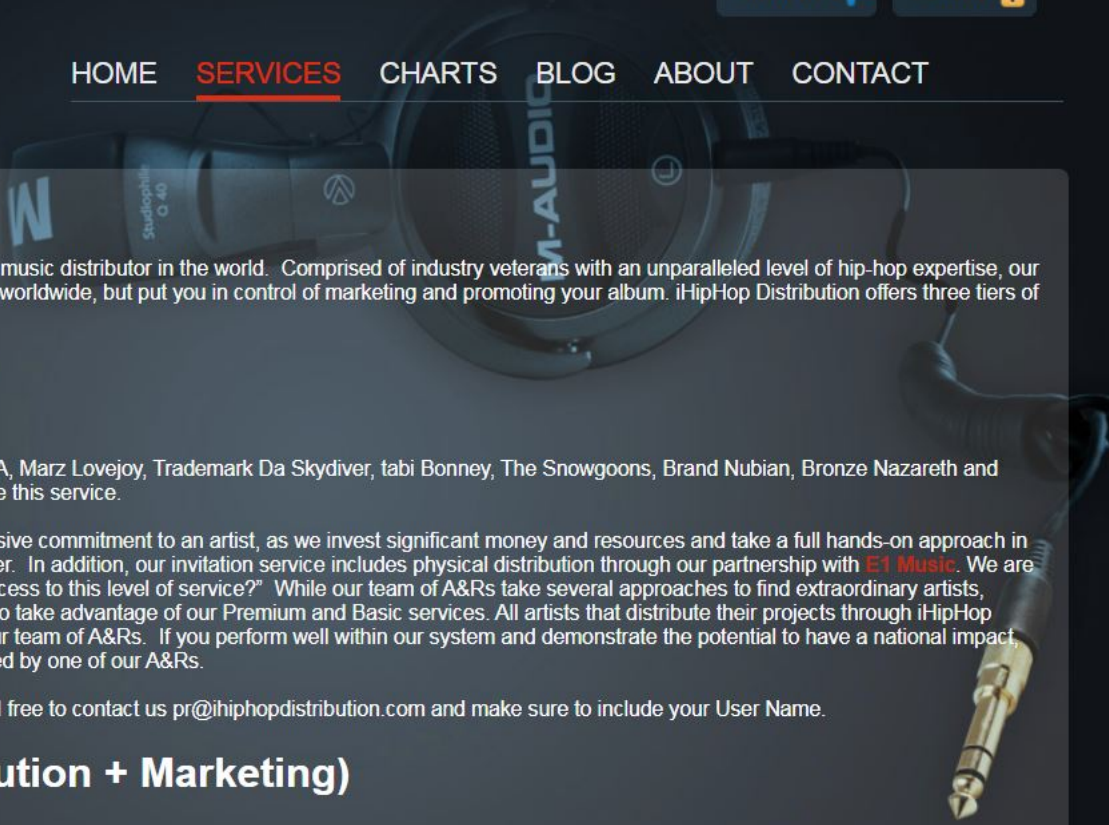 HOME SERVICES CHARTS BLOG ABOUT CONTACT
M-AUDIO
M
Studiophile
Q 40
L
music distributor in the world.  Comprised of industry veterans with an unparalleled level of hip-hop expertise, our
worldwide, but put you in control of marketing and promoting your album. iHipHop Distribution offers three tiers of
A, Marz Lovejoy, Trademark Da Skydiver, tabi Bonney, The Snowgoons, Brand Nubian, Bronze Nazareth and
e this service.
sive commitment to an artist, as we invest significant money and resources and take a full hands-on approach in
er.  In addition, our invitation service includes physical distribution through our partnership with E1 Music. We are
cess to this level of service?”  While our team of A&Rs take several approaches to find extraordinary artists,
o take advantage of our Premium and Basic services. All artists that distribute their projects through iHipHop
ur team of A&Rs.  If you perform well within our system and demonstrate the potential to have a national impact,
ed by one of our A&Rs.
l free to contact us pr@ihiphopdistribution.com and make sure to include your User Name.
ution + Marketing)